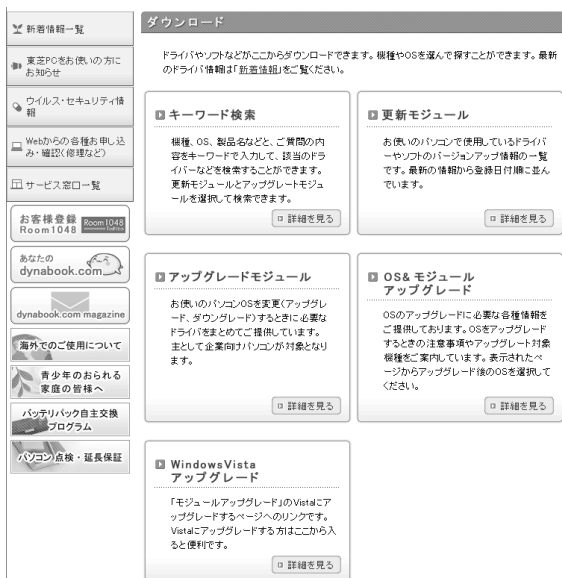 新着情報一覧
東芝PCをお使いの方に
お知らせ
ウイルス・セキュリティ情
報
Webからの各種お申し込
み・確認(修理など)
サービス窓口一覧
お客様登録
Room1048
Room1048
あなたの
dynabook.com
dynabook.com magazine
海外でのご使用について
青少年のおられる
家庭の皆様へ
バッテリパック自主交換
プログラム
パソコン点検・延長保証
ダウンロード
ドライバやソフトなどがここからダウンロードできます。機種やOSを選んで探すことができます。最新
のドライバ情報は「新着情報」をご覧ください。
キーワード検索
機種、OS、製品名などと、ご質問の内
容をキーワードで入力して、該当のドラ
イバーなどを検索することができます。
更新モジュールとアップグレートモジュ
ールを選択して検索できます。
詳細を見る
更新モジュール
お使いのパソコンで使用しているドライバ
ーやソフトのバージョンアップ情報の一覧
です。最新の情報から登録日付順に並ん
でいます。
詳細を見る
アップグレードモジュール
お使いのパソコンOSを変更(アップグレ
ード、ダウングレード)するときに必要な
ドライバをまとめてご提供しています。
主として企業向けパソコンが対象となり
ます。
詳細を見る
OS&モジュール
アップグレード
OSのアップグレードに必要な各種情報を
ご提供しております。OSをアップグレード
するときの注意事項やアップグレート対象
機種をご案内しています。表示されたペ
ージからアップグレード後のOSを選択して
ください。
詳細を見る
WindowsVista
アップグレード
「モジュールアップグレード」のVistaにア
ップグレードするページへのリンクです。
Vistaにアップグレードする方はここから入
ると便利です。
詳細を見る